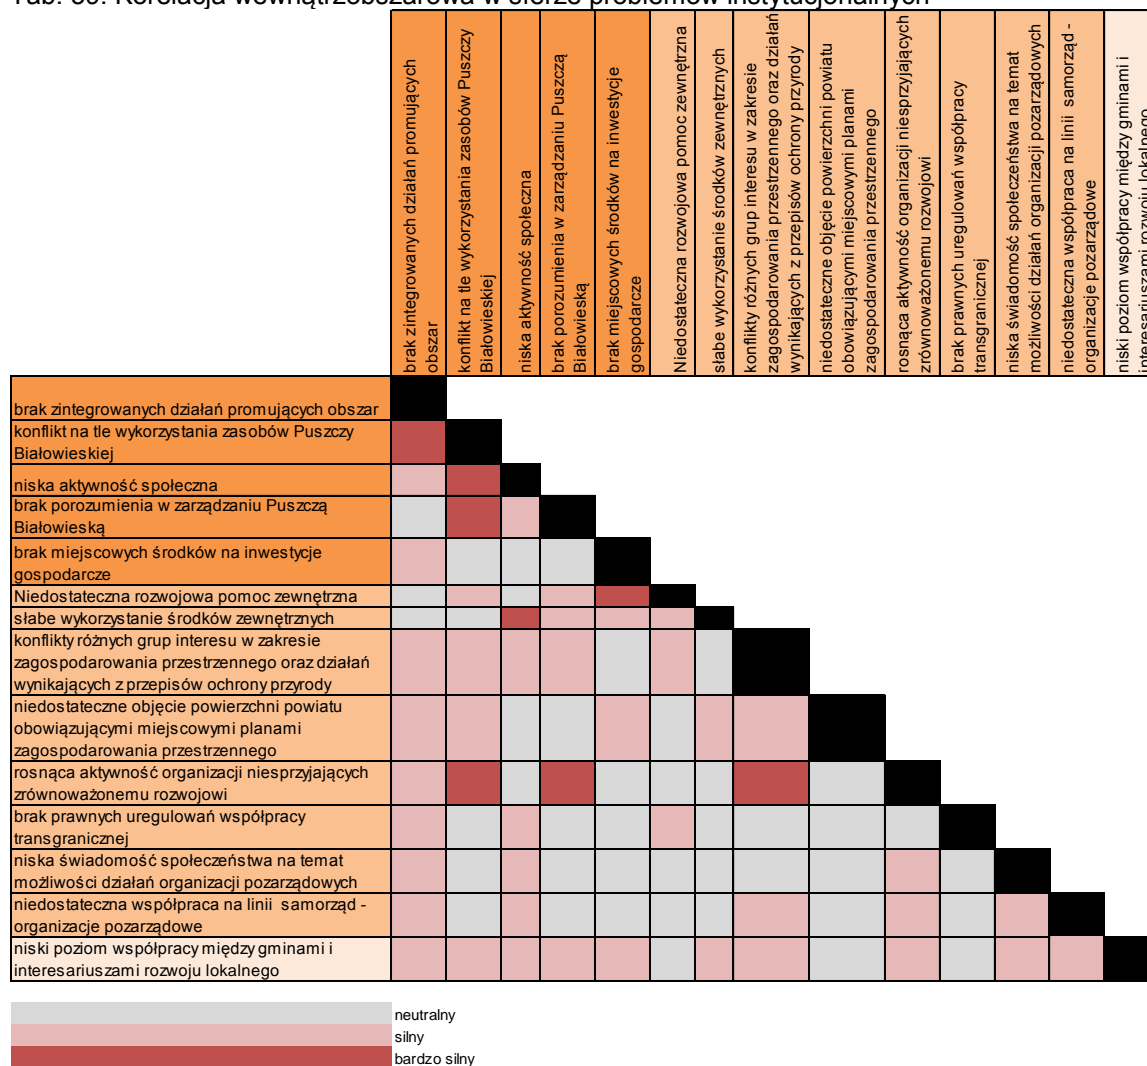 Tab. 39. Korelacja wewnątrzobszarowa w sferze problemów instytucjonalnych
brak zintegrowanych działań promujących
obszar
konflikt na tle wykorzystania zasobów Puszczy
Białowieskiej
niska aktywność społeczna
brak porozumienia w zarządzaniu Puszczą
Białowieską
brak miejscowych środków na inwestycje
gospodarcze
Niedostateczna rozwojowa pomoc zewnętrzna
słabe wykorzystanie środków zewnętrznych
konflikty różnych grup interesu w zakresie
zagospodarowania przestrzennego oraz działań
wynikających z przepisów ochrony przyrody
niedostateczne objęcie powierzchni powiatu
obowiązującymi miejscowymi planami
zagospodarowania przestrzennego
rosnąca aktywność organizacji niesprzyjających
zrównoważonemu rozwojowi
brak prawnych uregulowań współpracy
transgranicznej
niska świadomość społeczeństwa na temat
możliwości działań organizacji pozarządowych
niedostateczna współpraca na linii samorząd -
organizacje pozarządowe
niski poziom współpracy między gminami i
interesariuszami rozwoju lokalnego
brak zintegrowanych działań promujących obszar
konflikt na tle wykorzystania zasobów Puszczy
Białowieskiej
niska aktywność społeczna
brak porozumienia w zarządzaniu Puszczą
Białowieską
brak miejscowych środków na inwestycje
gospodarcze
Niedostateczna rozwojowa pomoc zewnętrzna
słabe wykorzystanie środków zewnętrznych
konflikty różnych grup interesu w zakresie
zagospodarowania przestrzennego oraz działań
wynikających z przepisów ochrony przyrody
niedostateczne objęcie powierzchni powiatu
obowiązującymi miejscowymi planami
zagospodarowania przestrzennego
rosnąca aktywność organizacji niesprzyjających
zrównoważonemu rozwojowi
brak prawnych uregulowań współpracy
transgranicznej
niska świadomość społeczeństwa na temat
możliwości działań organizacji pozarządowych
niedostateczna współpraca na linii samorząd -
organizacje pozarządowe
niski poziom współpracy między gminami i
interesariuszami rozwoju lokalnego
neutralny
silny
bardzo silny